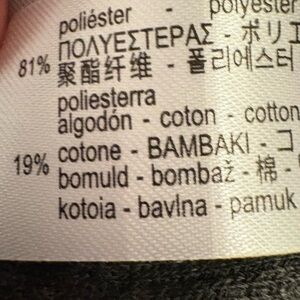 poliéster - polyester
ΠΟΛΥΕΣΤΕΡΑΣ - ポリエ
81% 聚酯纤维 - 폴리에스터
poliesterra
algodón - coton - cotton
19% cotone - BAMBAKI - コ
bomuld - bombaž - 棉 -
kotoia - bavlna - pamuk